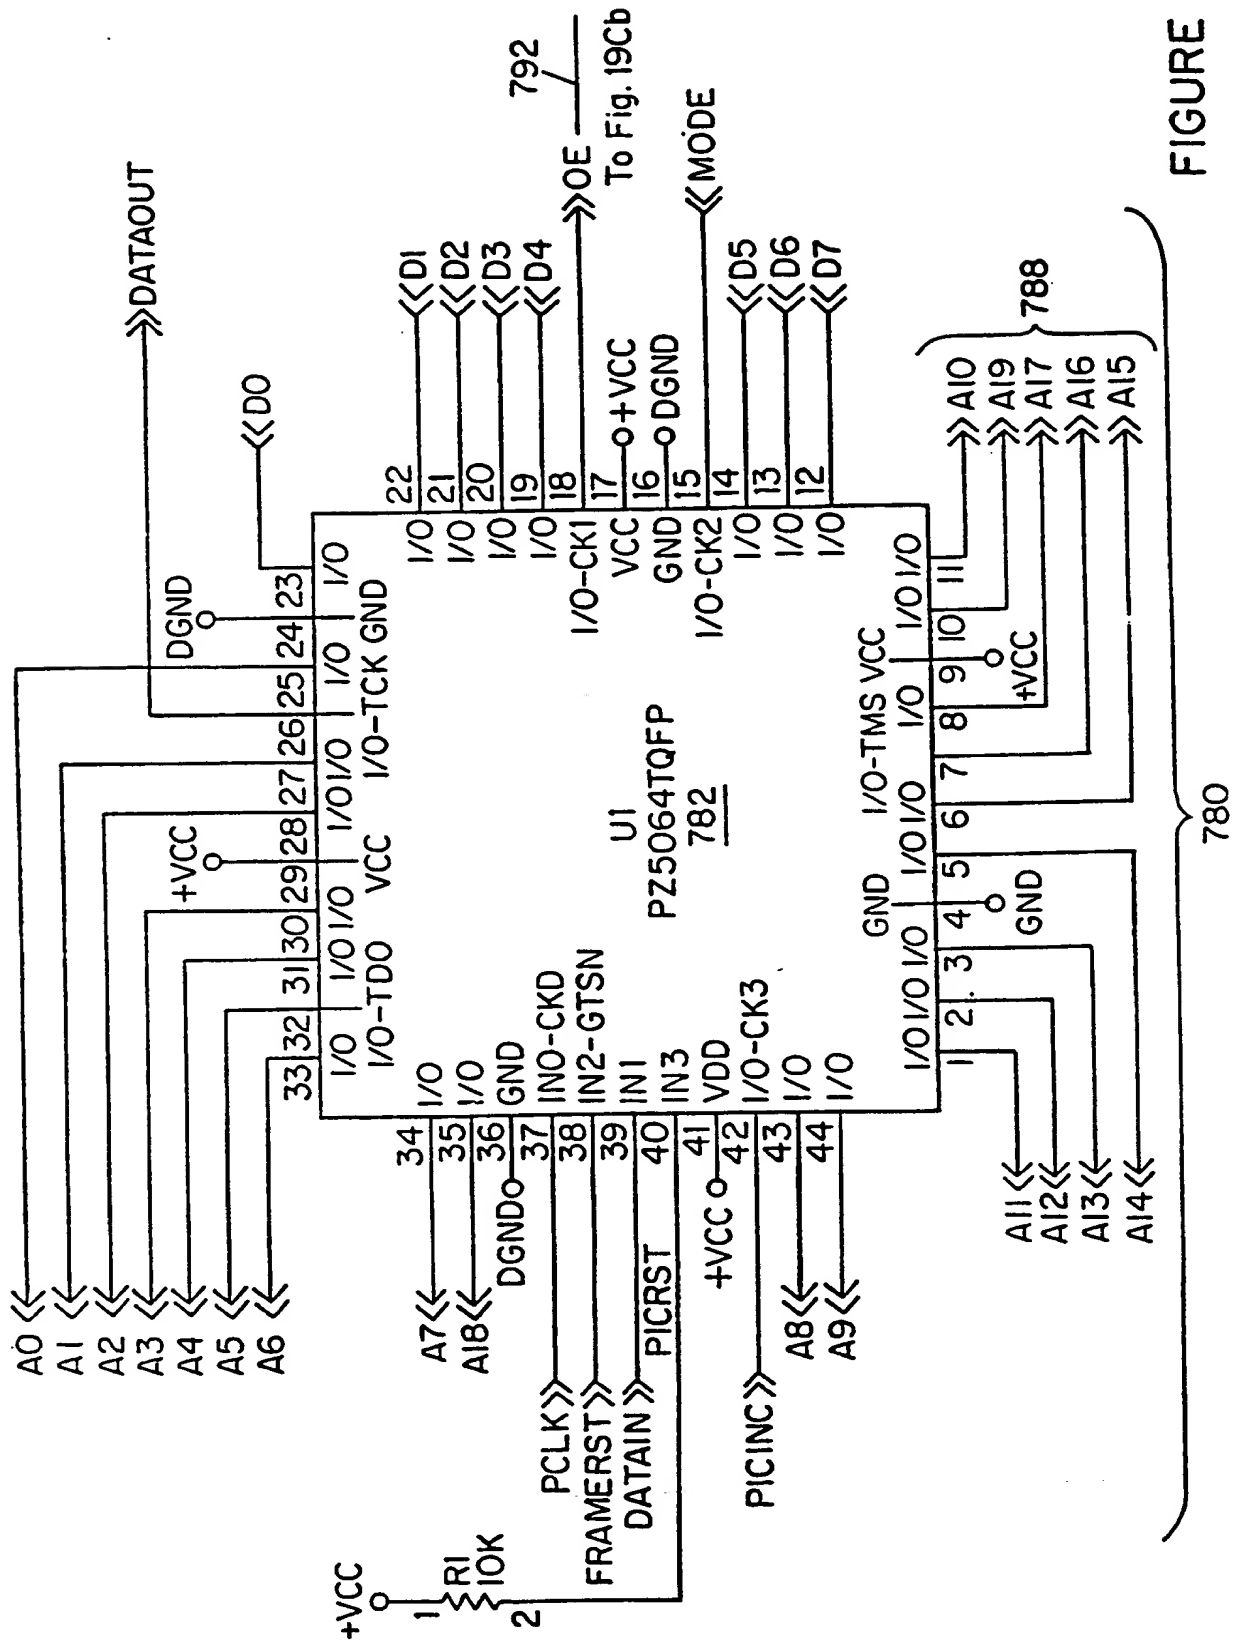 A0
A1
A2
A3
A4
A5
A6
DATAOUT
D0
DGND
+VCC
33
32
31
30
29
28
27
26
25
24
23
I/O
I/O-TDO
I/O
I/O
VCC
I/O
I/O
I/O-TCK
I/O
GND
I/O
+VCC
R1
10K
1
2
A7
34
I/O
A18
35
I/O
DGND
36
GND
PCLK
37
IN0-CKD
FRAMERST
38
IN2-GTSN
DATAIN
39
IN1
PICRST
40
IN3
+VCC
41
VDD
PICINC
42
I/O-CK3
A8
43
I/O
A9
44
I/O
U1
PZ5064TQFP
782
I/O
22
D1
I/O
21
D2
I/O
20
D3
I/O
19
D4
I/O-CK1
18
OE
792
To Fig. 19Cb
VCC
17
+VCC
GND
16
DGND
I/O-CK2
15
MODE
I/O
14
D5
I/O
13
D6
I/O
12
D7
I/O
I/O
I/O
GND
I/O
I/O
I/O-TMS
I/O
VCC
I/O
I/O
1
2
3
4
5
6
7
8
9
10
11
GND
+VCC
A11
A12
A13
A14
A10
A19
A17
A16
A15
788
780
FIGURE